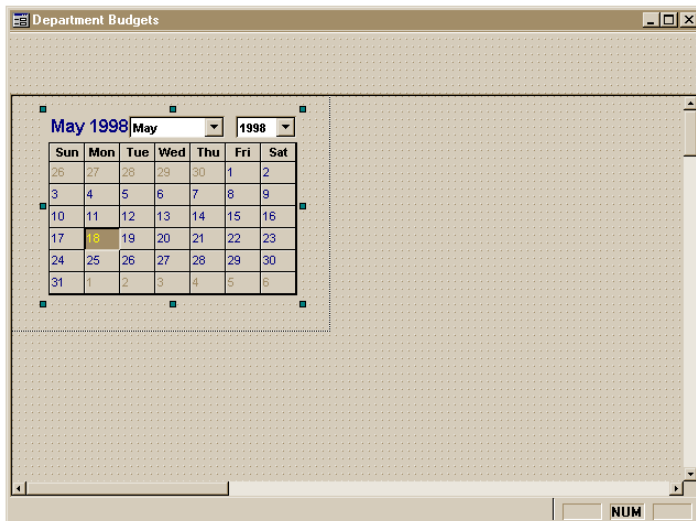 Department Budgets
May 1998 May 1998
Sun Mon Tue Wed Thu Fri Sat
26 27 28 29 30 1 2
3 4 5 6 7 8 9
10 11 12 13 14 15 16
17 18 19 20 21 22 23
24 25 26 27 28 29 30
31 1 2 3 4 5 6
NUM